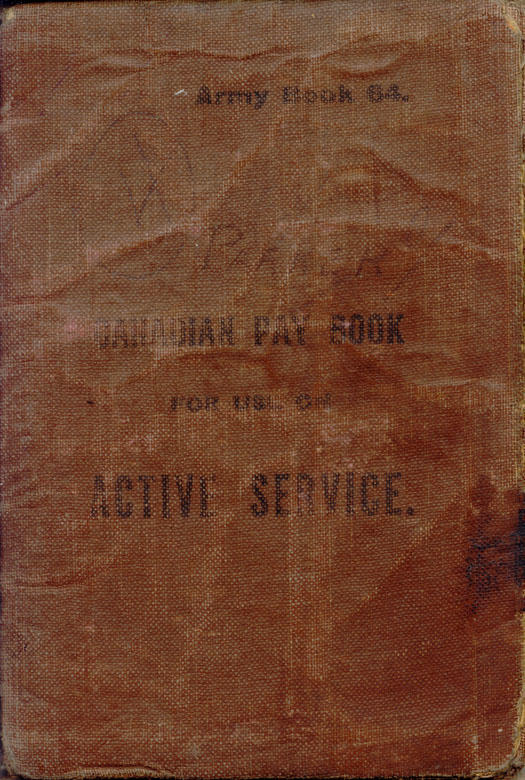 Army Book 64.
CANADIAN PAY BOOK
FOR USE ON
ACTIVE SERVICE.